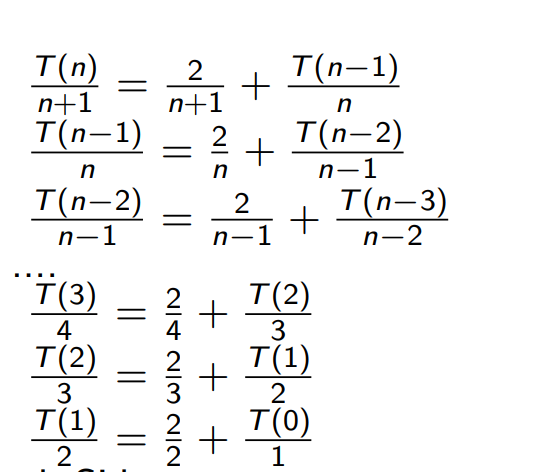 T(n)/(n+1) = 2/(n+1) + T(n−1)/n
T(n−1)/n = 2/n + T(n−2)/(n−1)
T(n−2)/(n−1) = 2/(n−1) + T(n−3)/(n−2)
....
T(3)/4 = 2/4 + T(2)/3
T(2)/3 = 2/3 + T(1)/2
T(1)/2 = 2/2 + T(0)/1